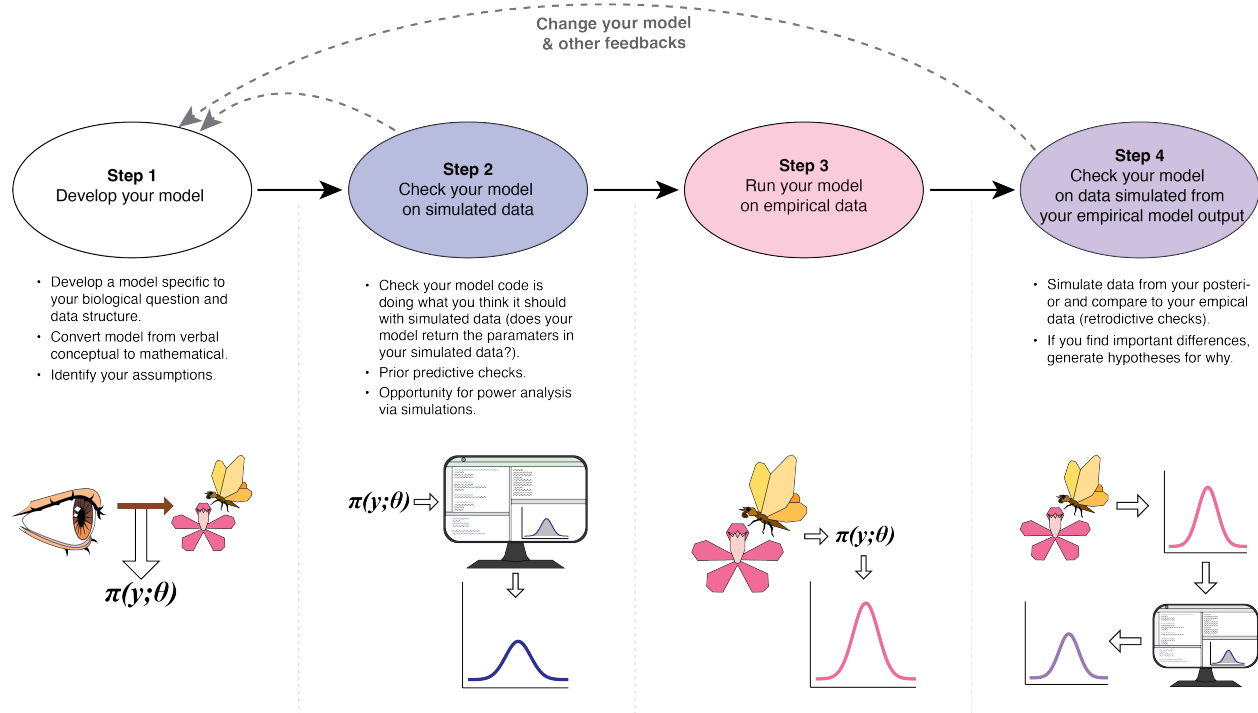 Change your model
& other feedbacks
Step 1
Develop your model
Step 2
Check your model
on simulated data
Step 3
Run your model
on empirical data
Step 4
Check your model
on data simulated from
your empirical model output
• Develop a model specific to
your biological question and
data structure.
• Convert model from verbal
conceptual to mathematical.
• Identify your assumptions.
• Check your model code is
doing what you think it should
with simulated data (does your
model return the paramaters in
your simulated data?).
• Prior predictive checks.
• Opportunity for power analysis
via simulations.
• Simulate data from your posteri-
or and compare to your empical
data (retrodictive checks).
• If you find important differences,
generate hypotheses for why.
π(y;θ)
π(y;θ)
π(y;θ)